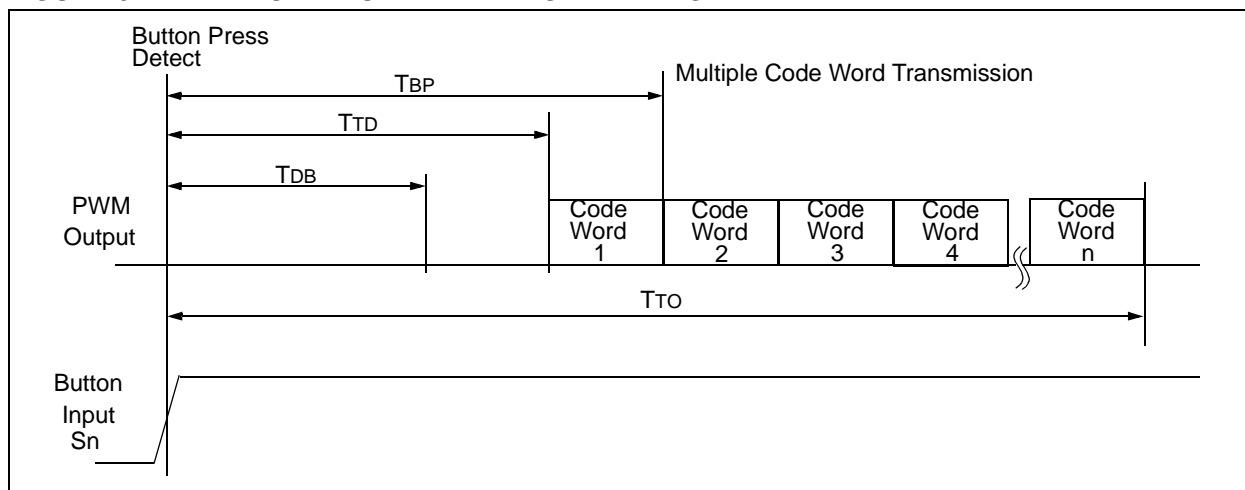 Button Press
Detect
TBP
Multiple Code Word Transmission
TTD
TDB
PWM
Output
Code
Word
1
Code
Word
2
Code
Word
3
Code
Word
4
Code
Word
n
TTO
Button
Input
Sn